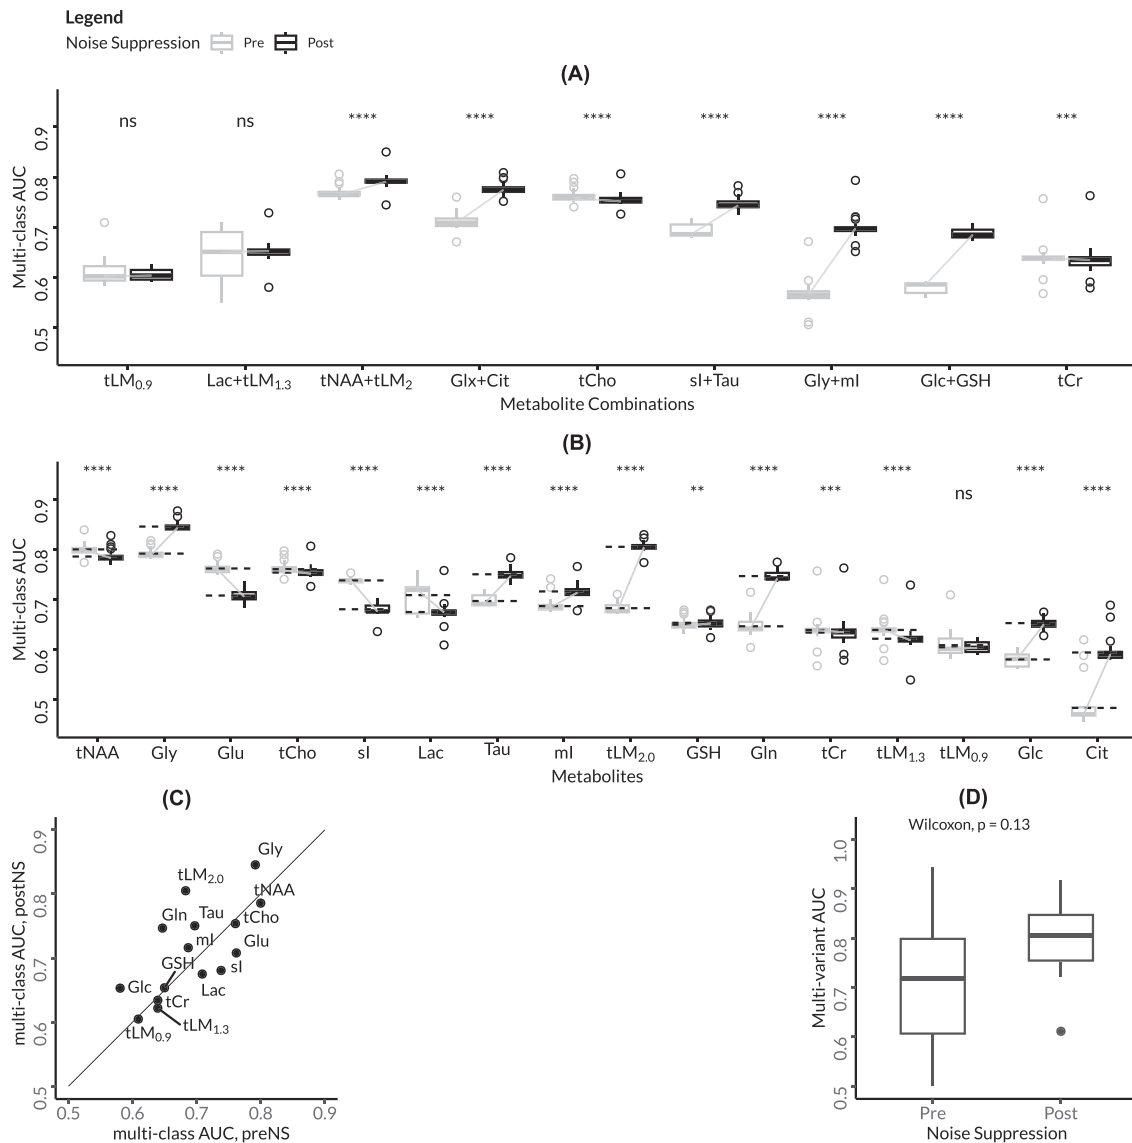 Legend
Noise Suppression Pre Post
(A)
ns ns **** **** **** **** **** **** ***
Multi-class AUC
0.9
0.8
0.7
0.6
0.5
tLM0.9 Lac+tLM1.3 tNAA+tLM2 Glx+Cit tCho sI+Tau Gly+mI Glc+GSH tCr
Metabolite Combinations
(B)
**** **** **** **** **** **** **** ****
**** **** **** **** ** *** ns ****
Multi-class AUC
0.9
0.8
0.7
0.6
0.5
tNAA Gly Glu tCho sI Lac Tau mI tLM2.0 GSH Gln tCr tLM1.3 tLM0.9 Glc Cit
Metabolites
(C)
multi-class AUC, postNS
0.9
0.8
0.7
0.6
0.5
Gly
tLM2.0
tNAA
Gln
Tau
tCho
mI
Glu
GSH
sI
Glc
Lac
tCr
tLM0.9
tLM1.3
0.5 0.6 0.7 0.8 0.9
multi-class AUC, preNS
(D)
Wilcoxon, p = 0.13
Multi-variant AUC
1.0
0.9
0.8
0.7
0.6
0.5
Pre Post
Noise Suppression